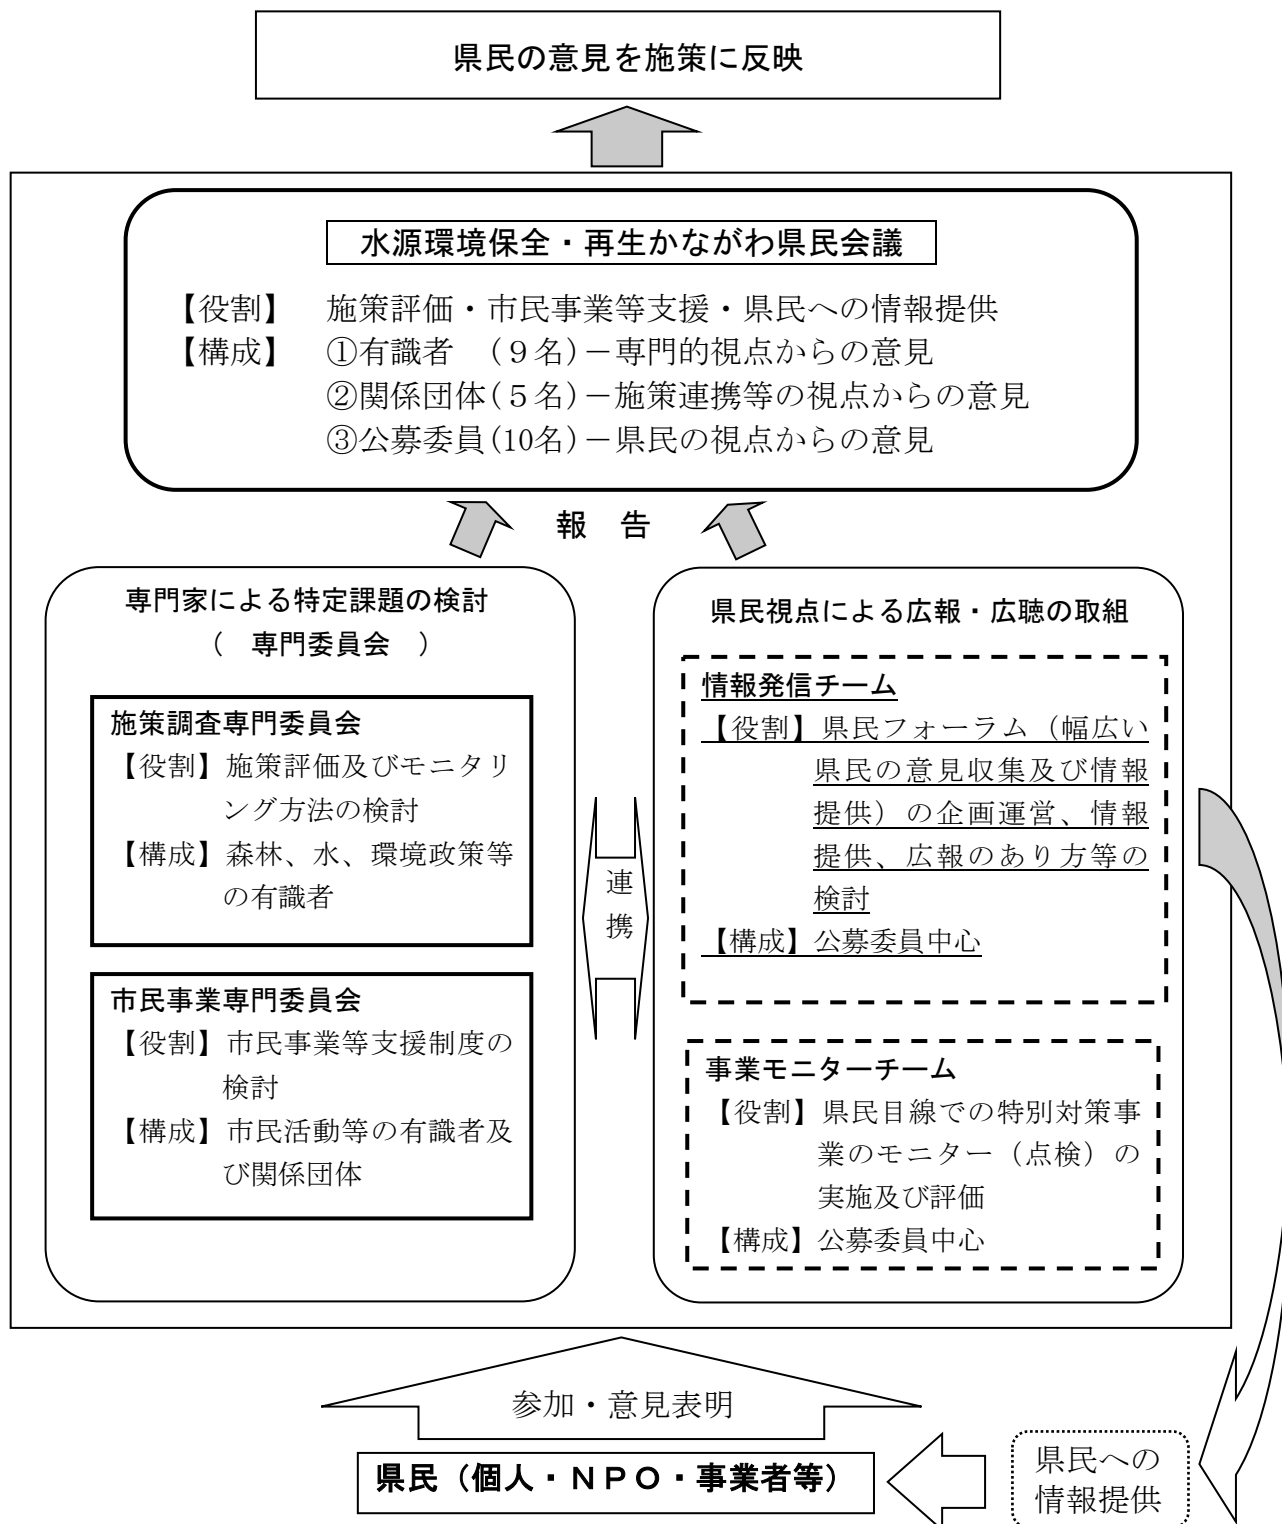 県民の意見を施策に反映
水源環境保全・再生かながわ県民会議
【役割】 施策評価・市民事業等支援・県民への情報提供
【構成】 ①有識者 (９名)－専門的視点からの意見
②関係団体(５名)－施策連携等の視点からの意見
③公募委員(10名)－県民の視点からの意見
報 告
専門家による特定課題の検討
( 専門委員会 )
施策調査専門委員会
【役割】施策評価及びモニタリ
ング方法の検討
【構成】森林、水、環境政策等
の有識者
市民事業専門委員会
【役割】市民事業等支援制度の
検討
【構成】市民活動等の有識者及
び関係団体
連
携
県民視点による広報・広聴の取組
情報発信チーム
【役割】県民フォーラム（幅広い
県民の意見収集及び情報
提供）の企画運営、情報
提供、広報のあり方等の
検討
【構成】公募委員中心
事業モニターチーム
【役割】県民目線での特別対策事
業のモニター（点検）の
実施及び評価
【構成】公募委員中心
参加・意見表明
県民（個人・ＮＰＯ・事業者等）
県民への
情報提供